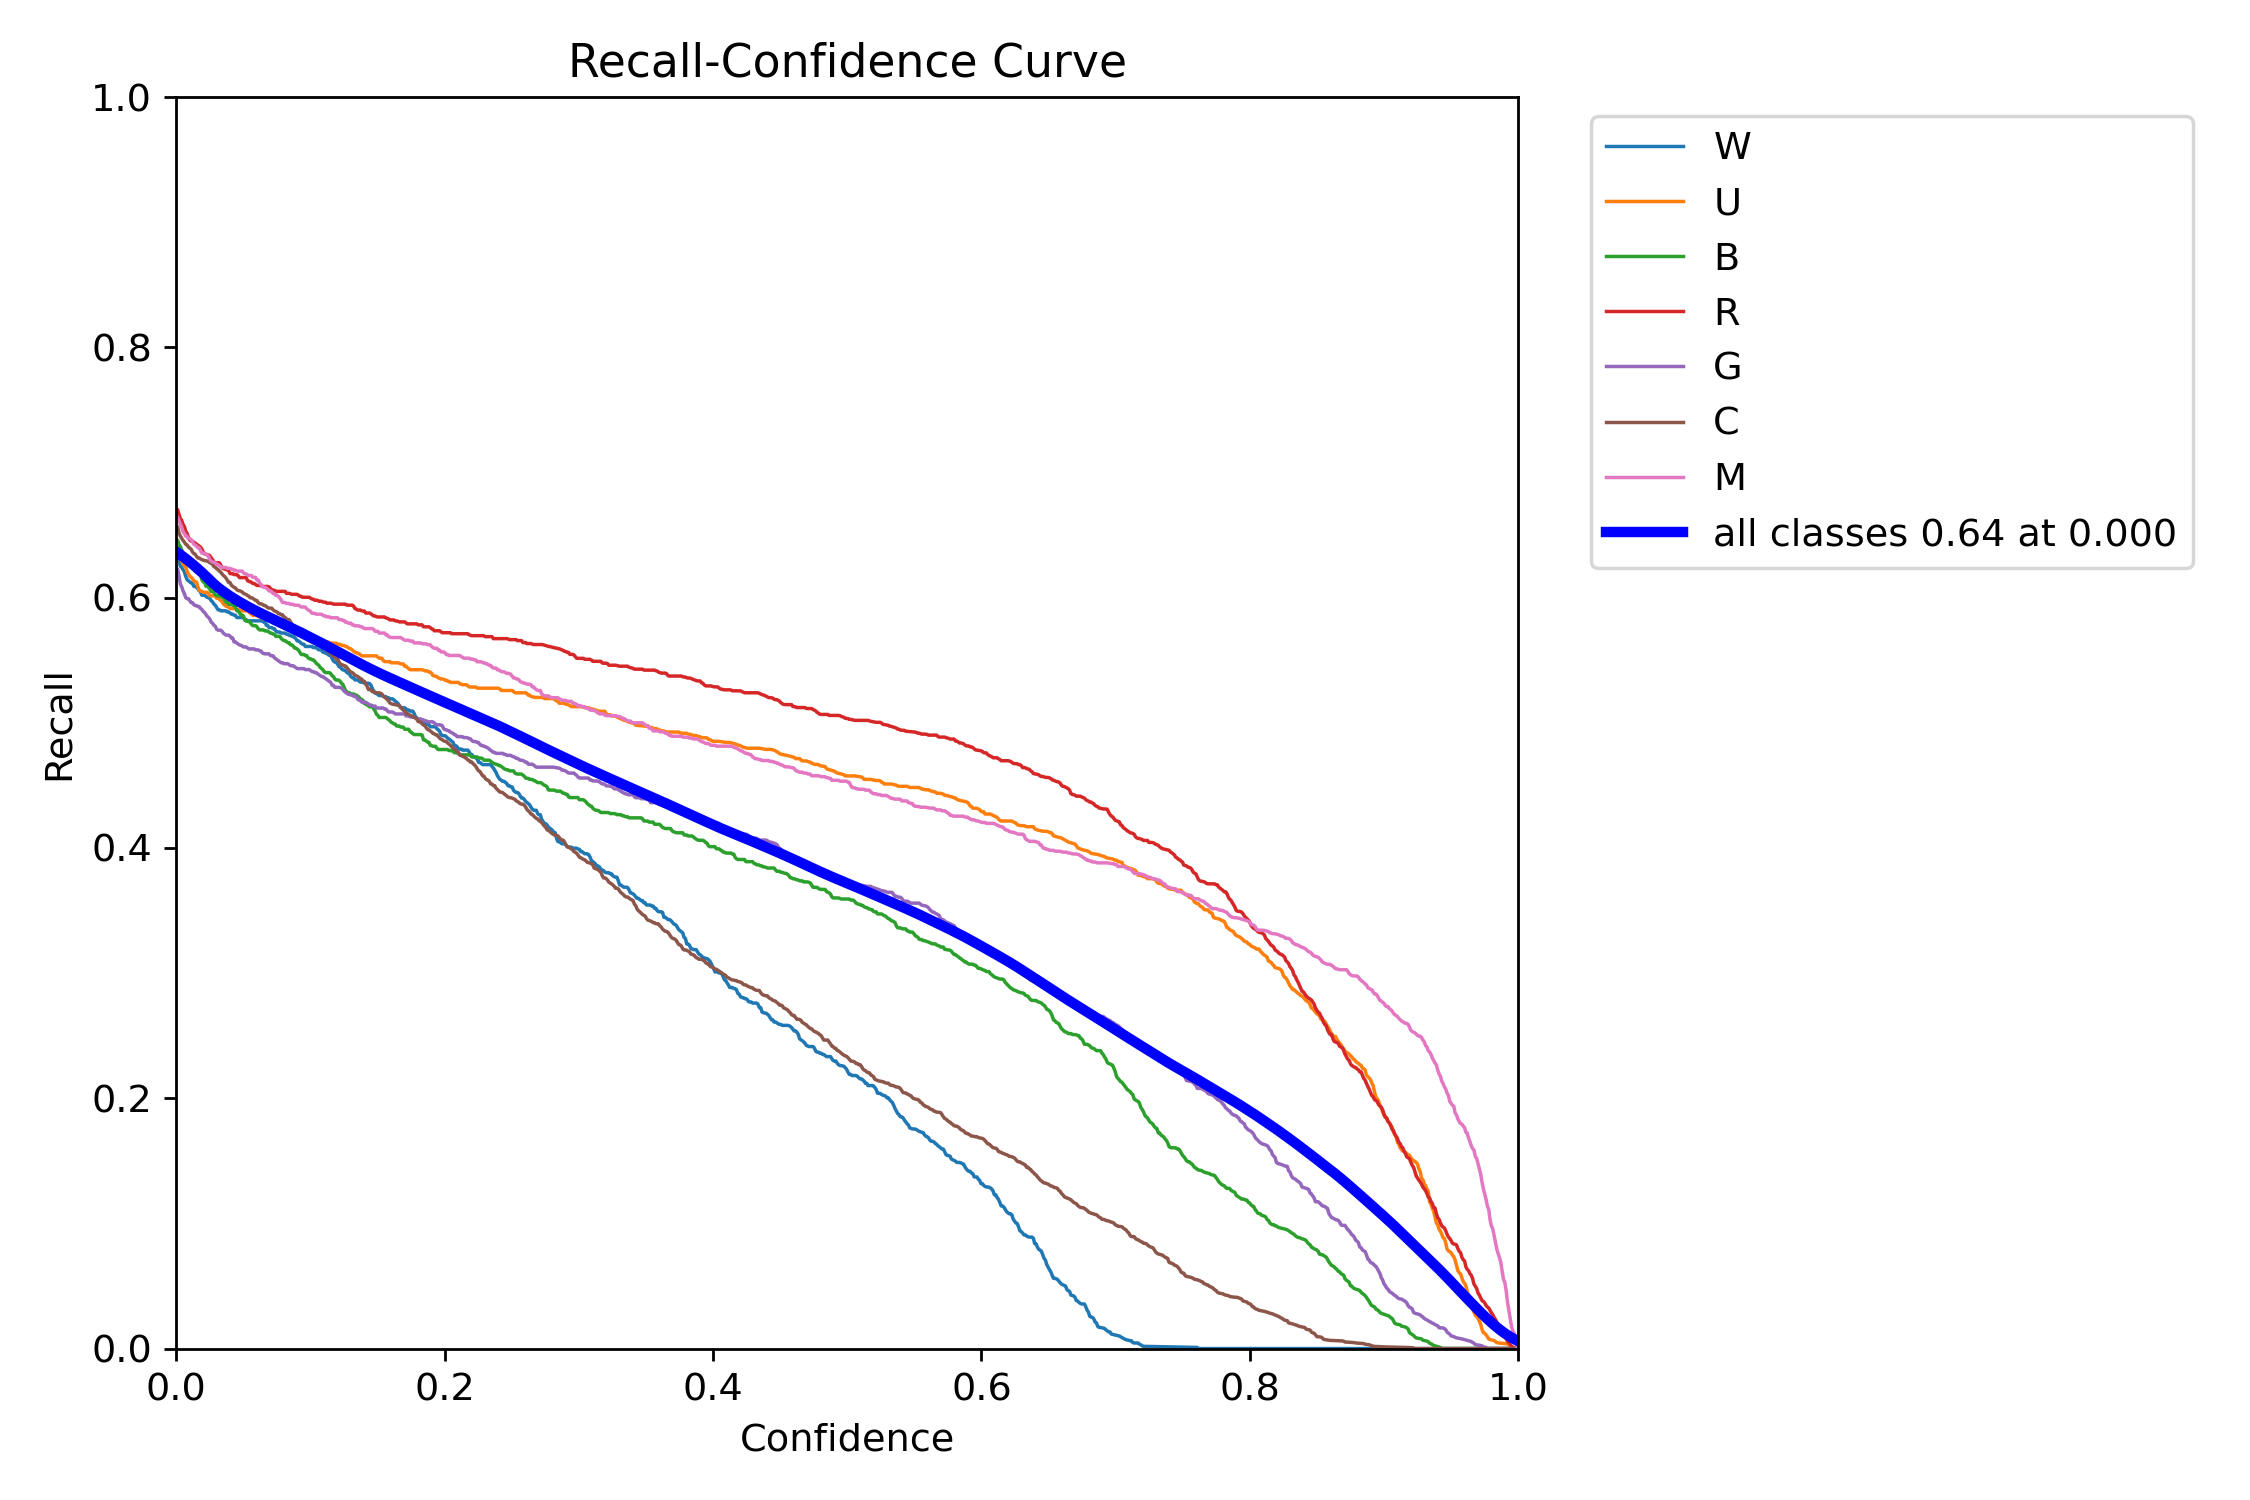 Recall-Confidence Curve
1.0
0.8
0.6
0.4
0.2
0.0
Recall
0.0 0.2 0.4 0.6 0.8 1.0
Confidence
W
U
B
R
G
C
M
all classes 0.64 at 0.000